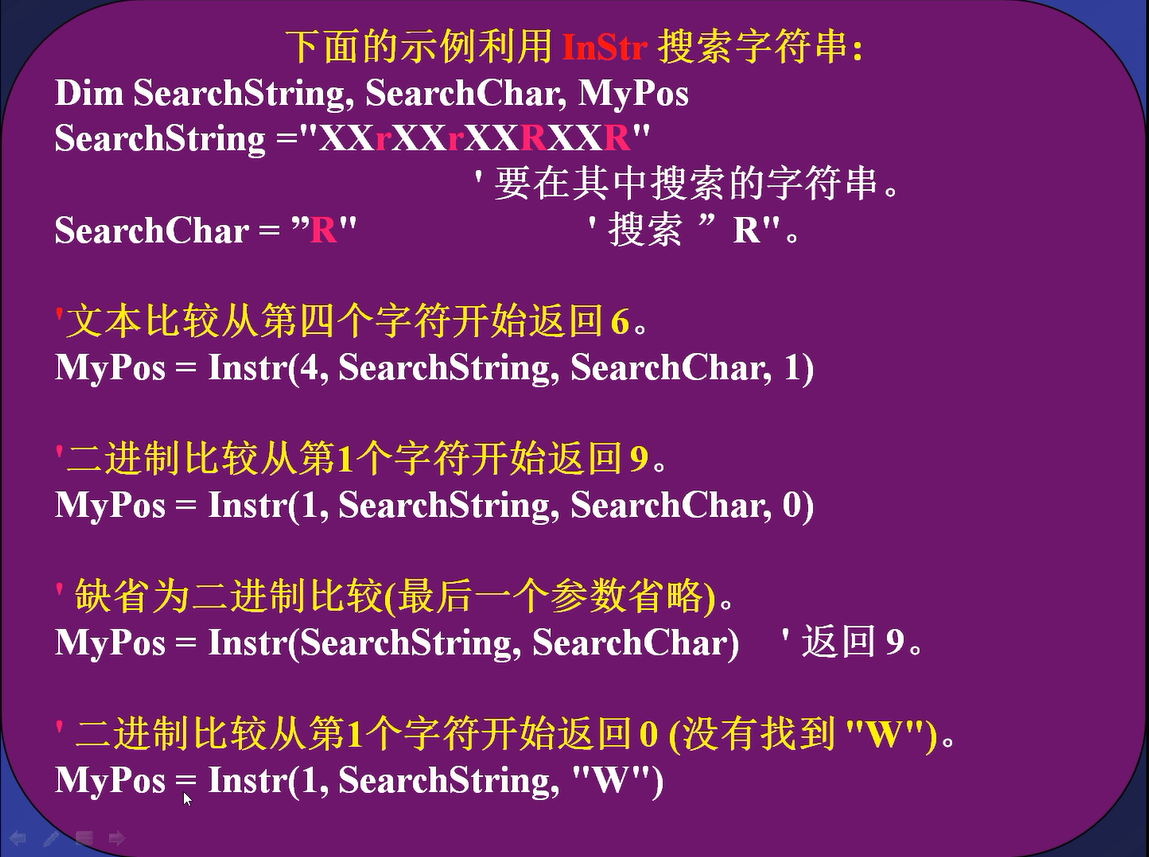 下面的示例利用 InStr 搜索字符串:
Dim SearchString, SearchChar, MyPos
SearchString ="XXrXXrXXRXXR"
' 要在其中搜索的字符串。
SearchChar = ”R" ' 搜索 ” R"。
'文本比较从第四个字符开始返回 6。
MyPos = Instr(4, SearchString, SearchChar, 1)
'二进制比较从第1个字符开始返回 9。
MyPos = Instr(1, SearchString, SearchChar, 0)
' 缺省为二进制比较(最后一个参数省略)。
MyPos = Instr(SearchString, SearchChar) ' 返回 9。
' 二进制比较从第1个字符开始返回 0 (没有找到 "W")。
MyPos = Instr(1, SearchString, "W")